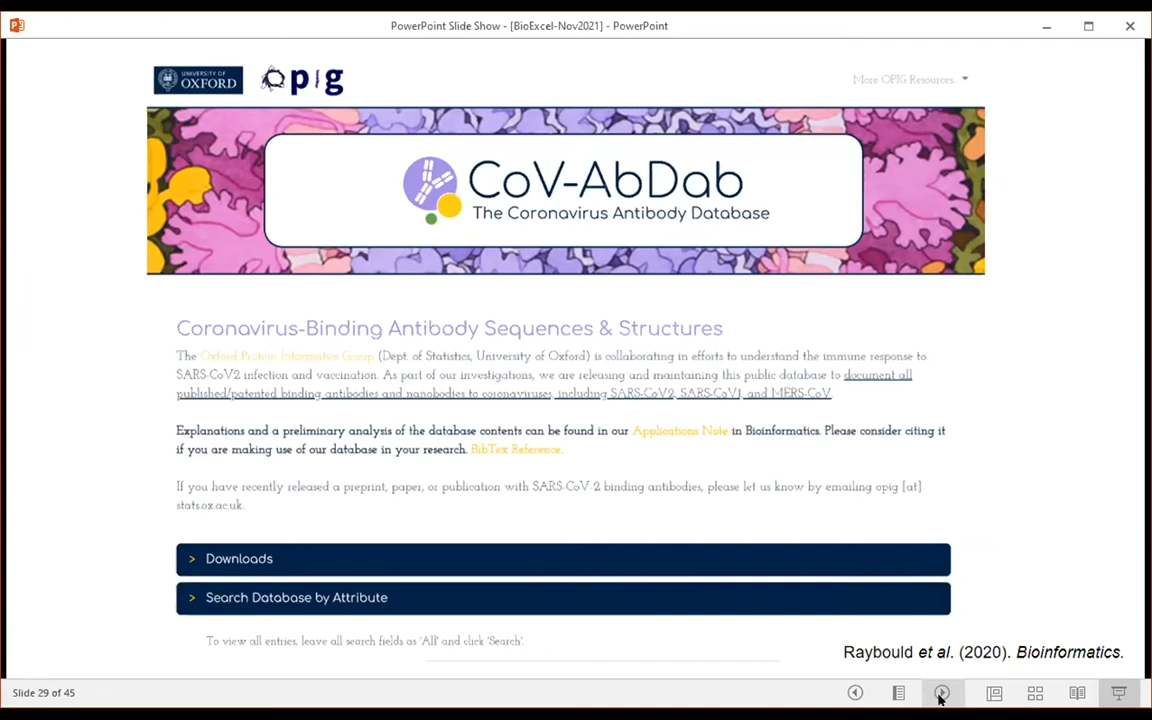 PowerPoint Slide Show - [BioExcel-Nov2021] - PowerPoint
UNIVERSITY OF
OXFORD
opig
More OPIG Resources.
CoV-AbDab
The Coronavirus Antibody Database
Coronavirus-Binding Antibody Sequences & Structures
The Oxford Protein Informatics Group (Dept. of Statistics, University of Oxford) is collaborating in efforts to understand the immune response to
SARS-CoV2 infection and vaccination. As part of our investigations, we are releasing and maintaining this public database to document all
published/patented binding antibodies and nanobodies to coronaviruses, including SARS-CoV2, SARS-CoV1, and MERS-CoV.
Explanations and a preliminary analysis of the database contents can be found in our Applications Note in Bioinformatics. Please consider citing it
if you are making use of our database in your research. BibTex Reference.
If you have recently released a preprint, paper, or publication with SARS-CoV-2 binding antibodies, please let us know by emailing opig [at]
stats.ox.ac.uk.
> Downloads
> Search Database by Attribute
To view all entries, leave all search fields as 'All' and click 'Search'.
Raybould et al. (2020). Bioinformatics.
Slide 29 of 45